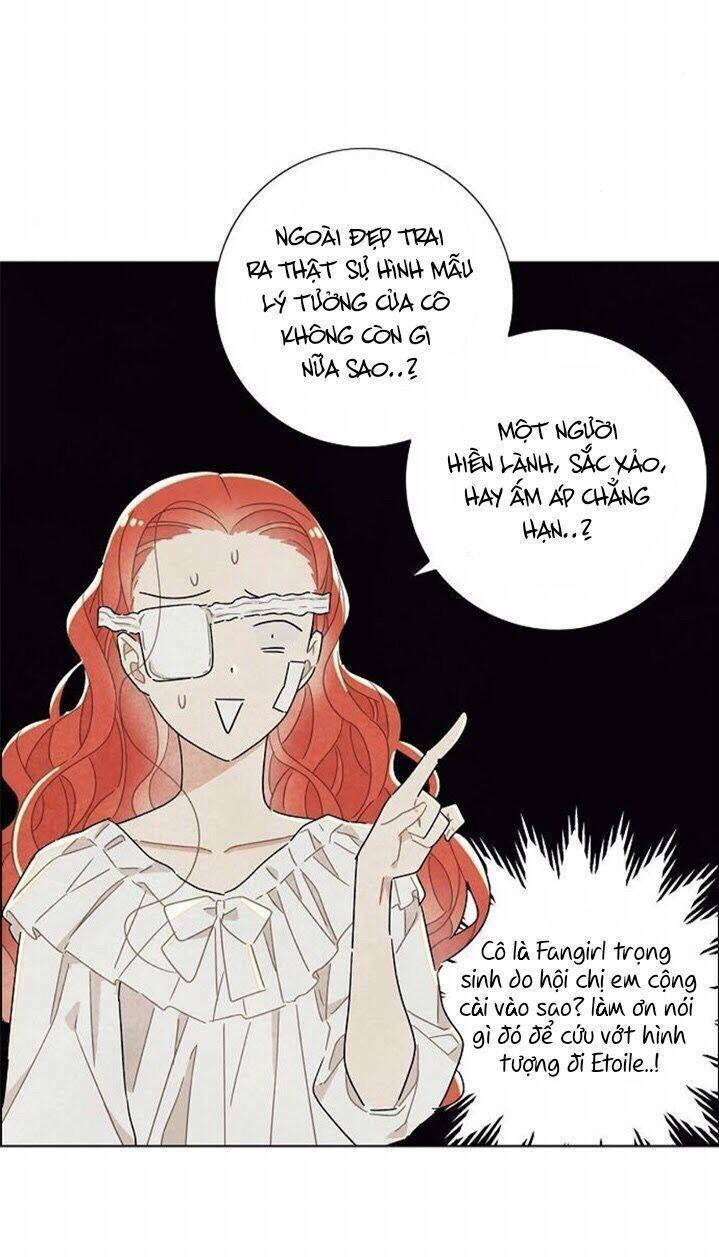 NGOÀI ĐẸP TRAI
RA THẬT SỰ HÌNH MẪU
LÝ TƯỞNG CỦA CÔ
KHÔNG CÒN GÌ
NỮA SAO..?
MỘT NGƯỜI
HIỀN LÀNH, SẮC XẢO,
HAY ẤM ÁP CHẲNG
HẠN..?
Cô là Fangirl trọng
sinh do hội chị em cộng
cài vào sao? làm ơn nói
gì đó để cứu vớt hình
tượng đi Etoile..!